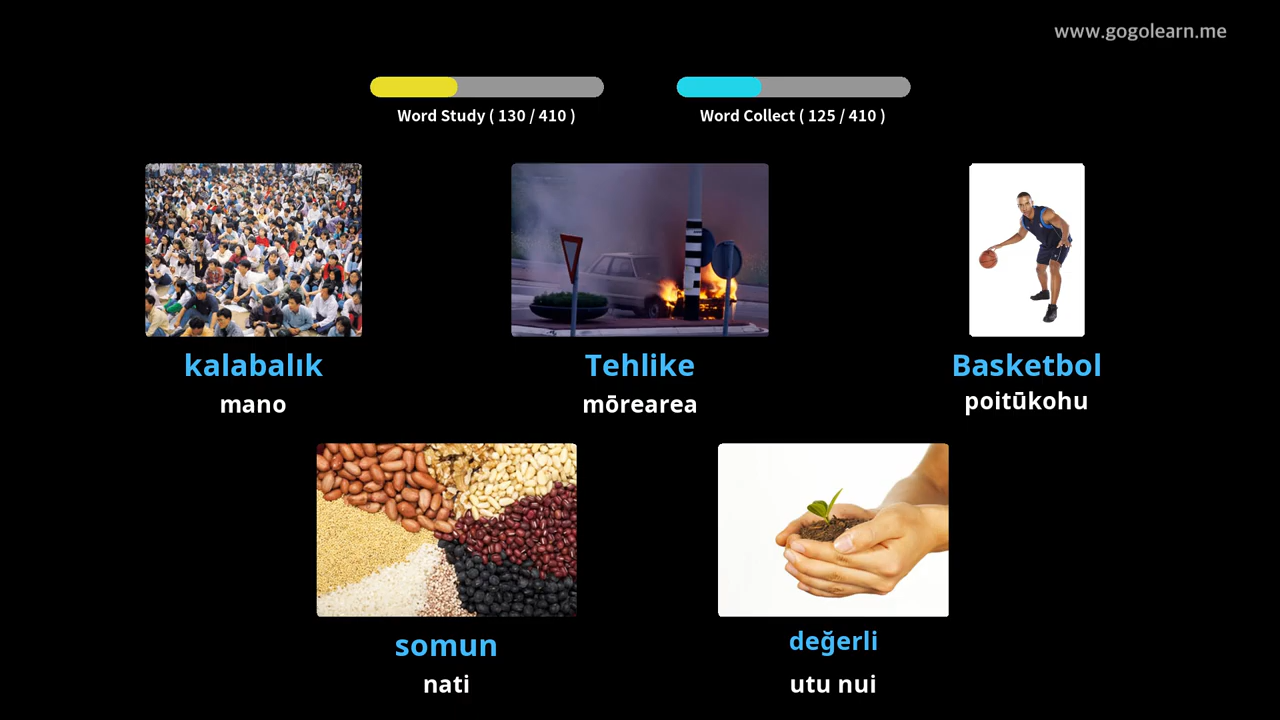 www.gogolearn.me
Word Study ( 130 / 410 )
Word Collect ( 125 / 410 )
kalabalık
mano
Tehlike
mōrearea
Basketbol
poitūkohu
somun
nati
değerli
utu nui